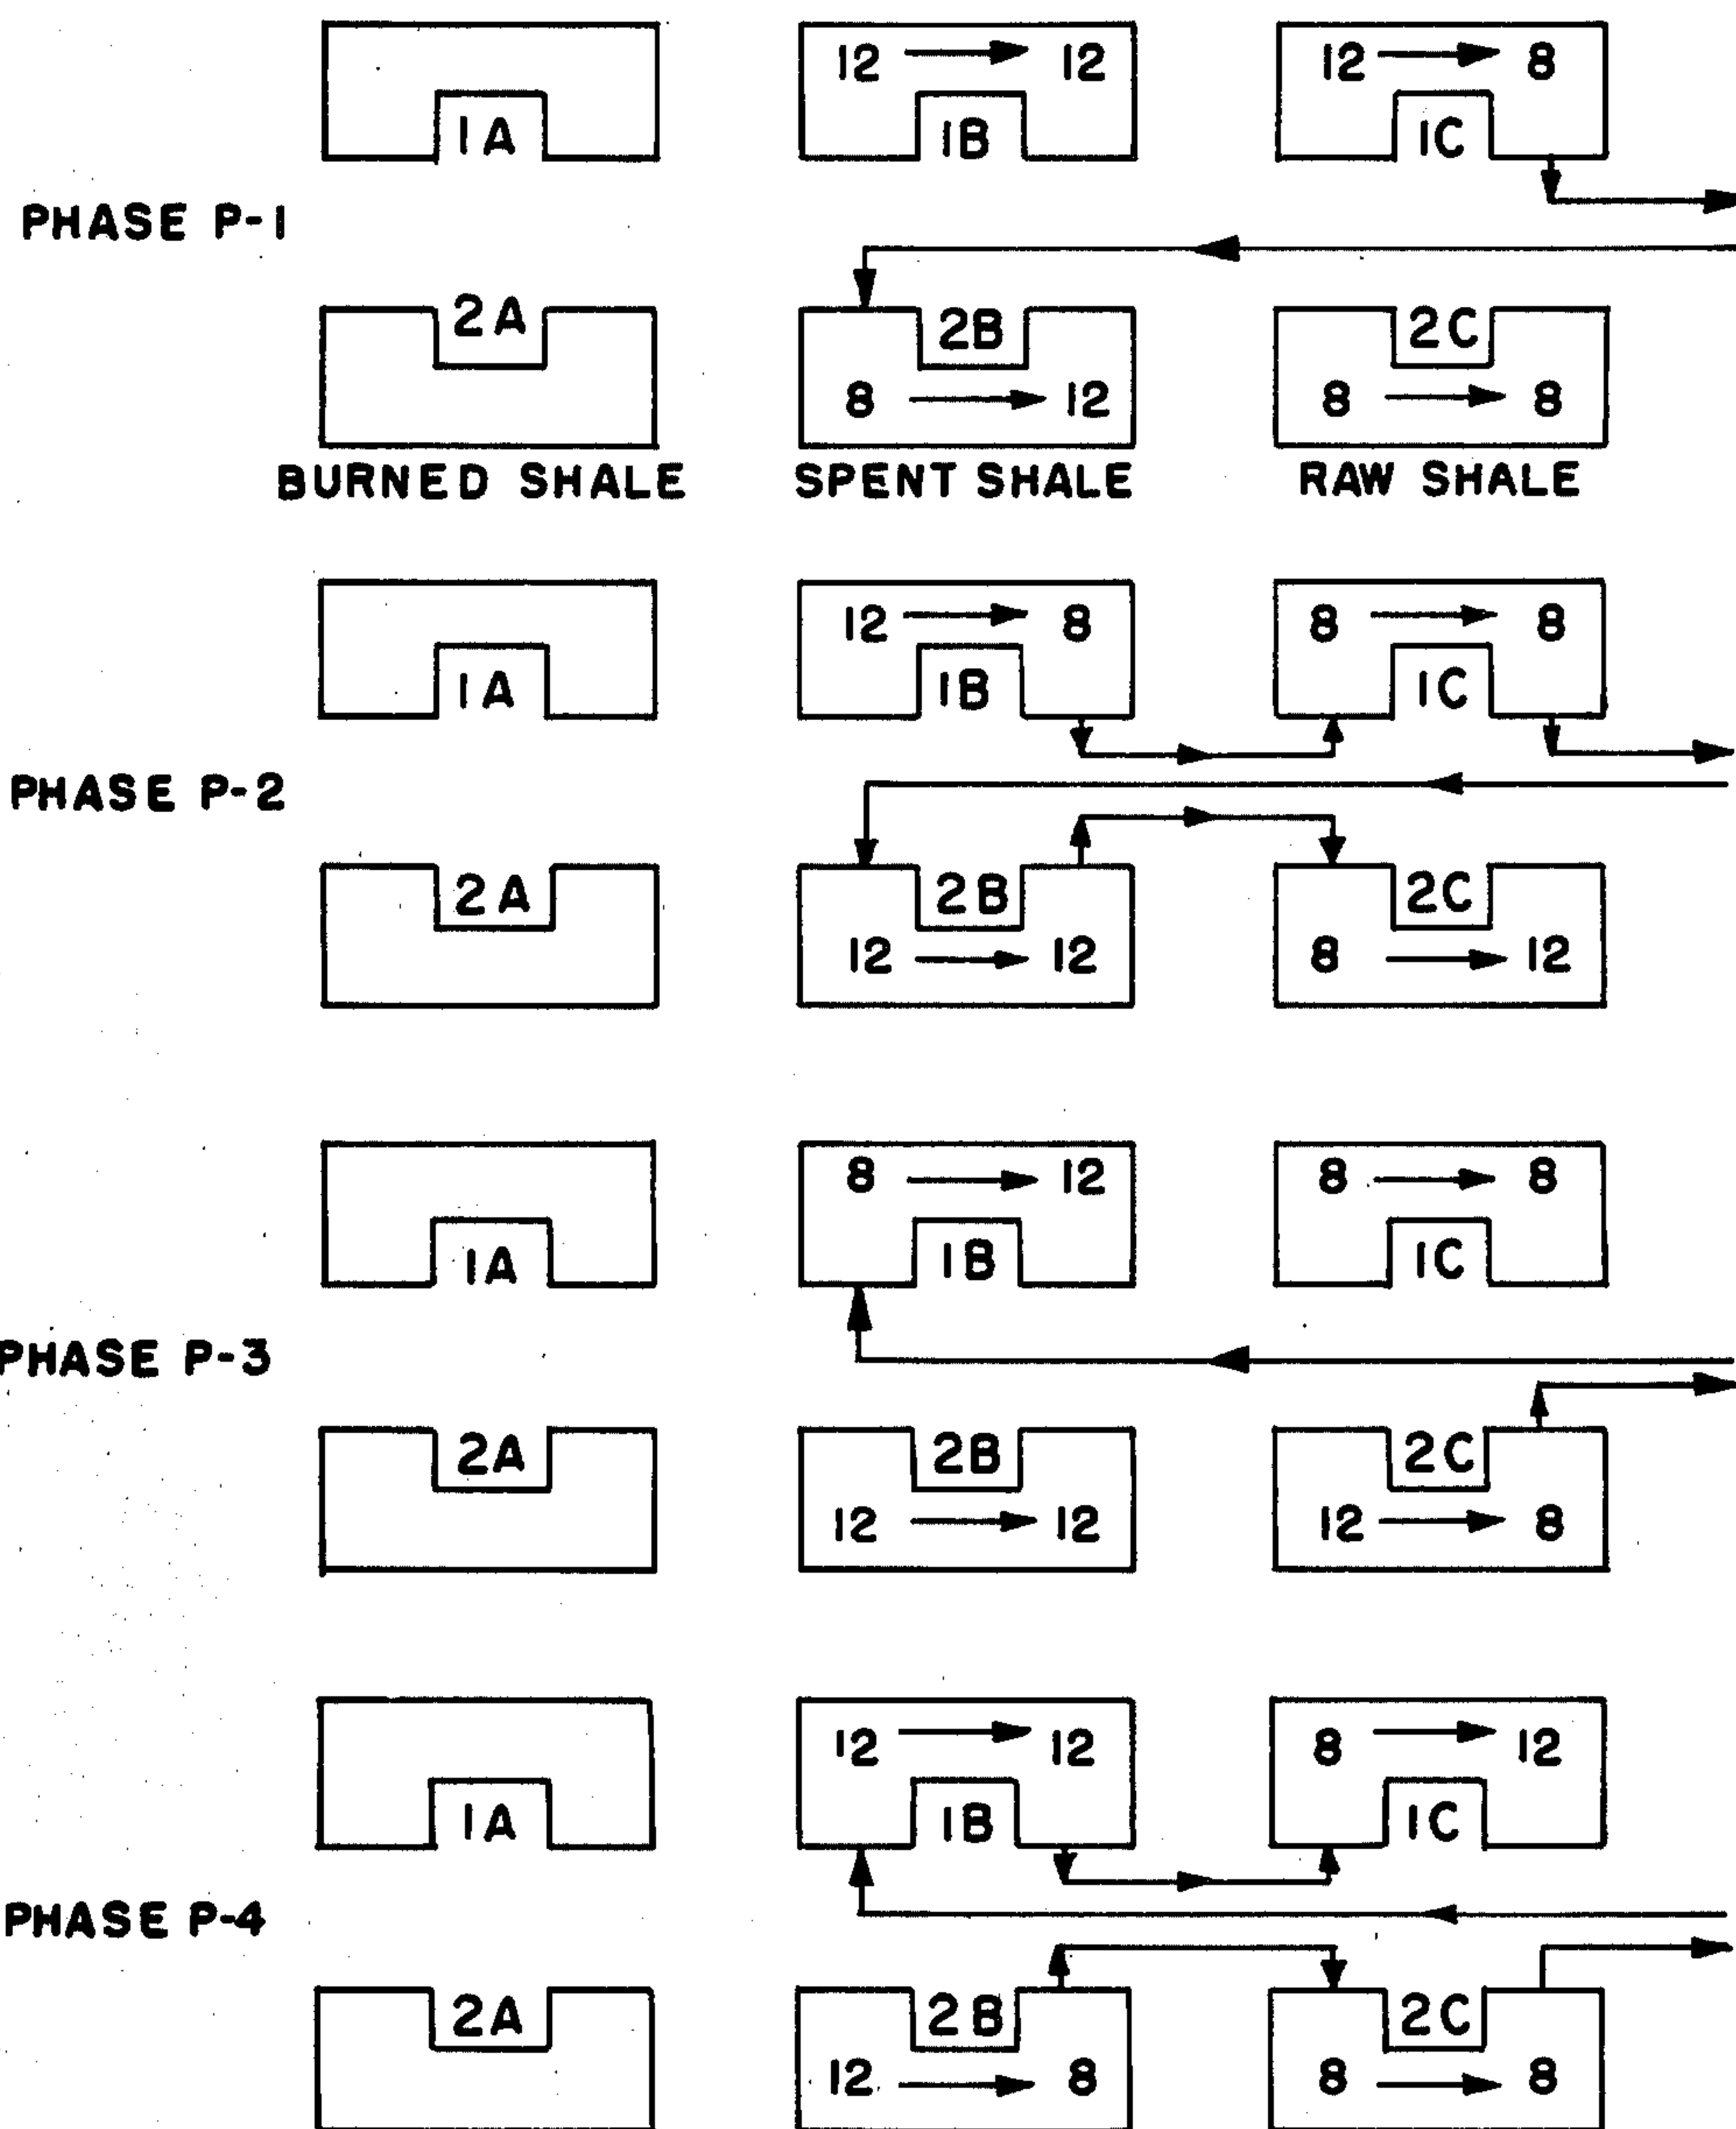 12 12 12 8
1A 1B 1C
PHASE P-1
2A 2B 2C
8 12 8 8
BURNED SHALE SPENT SHALE RAW SHALE
12 8 8 8
1A 1B 1C
PHASE P-2
2A 2B 2C
12 12 8 12
8 12 8 8
1A 1B 1C
PHASE P-3
2A 2B 2C
12 12 12 8
12 12 8 12
1A 1B 1C
PHASE P-4
2A 2B 2C
12 8 8 8